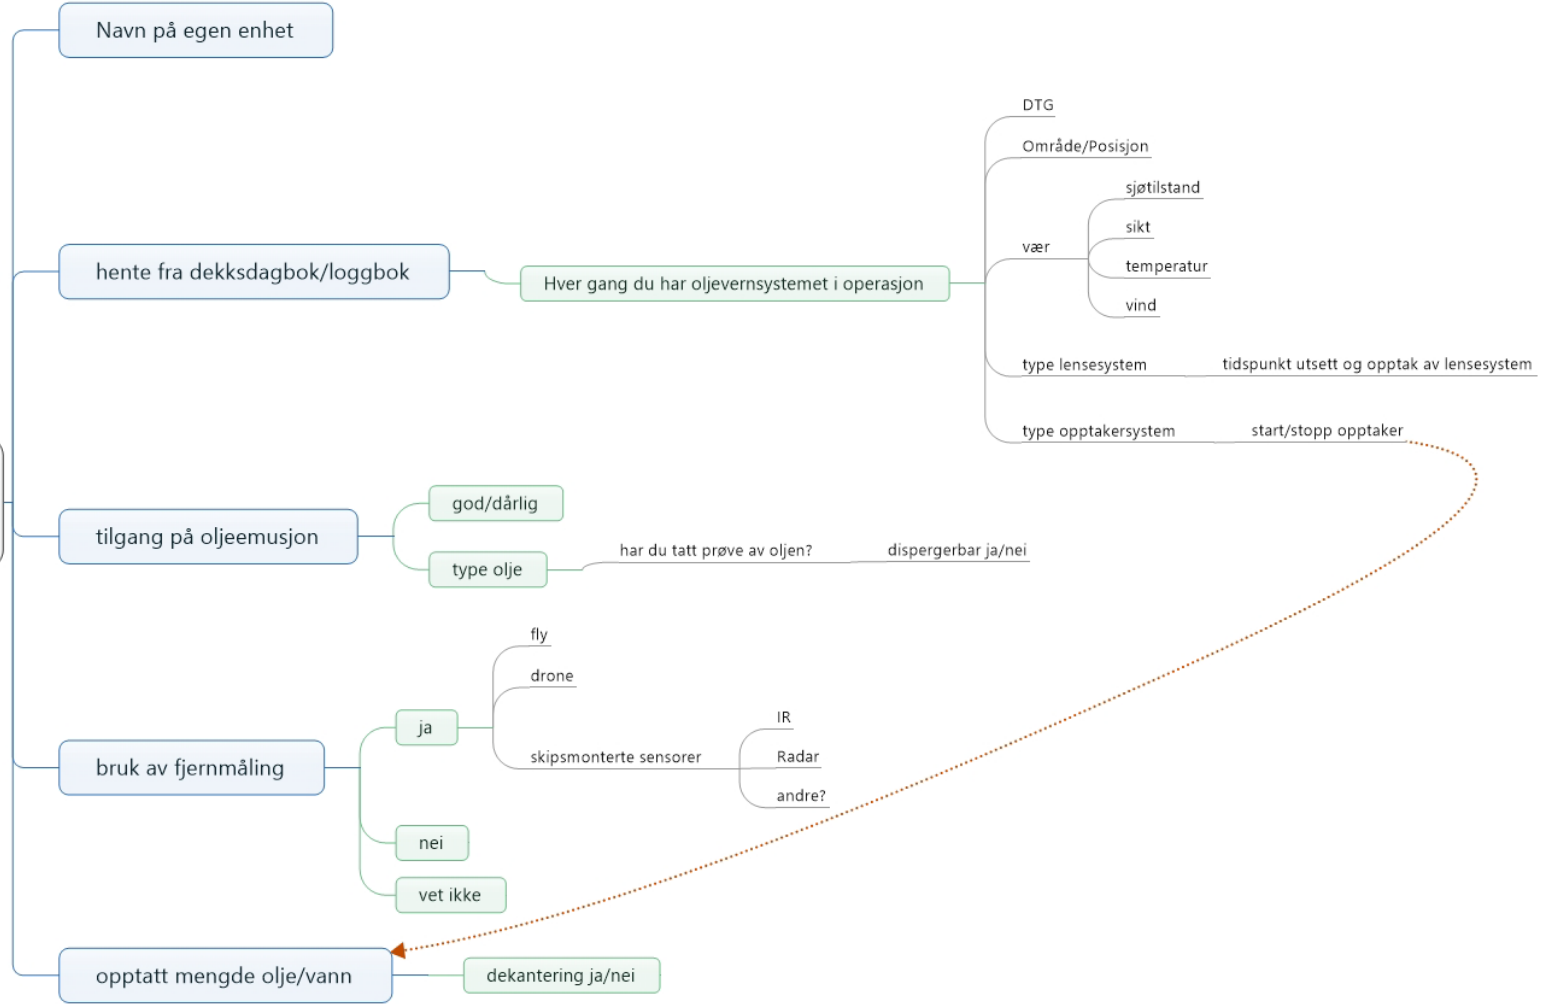 Navn på egen enhet
hente fra dekksdagbok/loggbok
Hver gang du har oljevernsystemet i operasjon
DTG
Område/Posisjon
vær
sjøtilstand
sikt
temperatur
vind
type lensesystem
tidspunkt utsett og opptak av lensesystem
type opptakersystem
start/stopp opptaker
tilgang på oljeemusjon
god/dårlig
type olje
har du tatt prøve av oljen?
dispergerbar ja/nei
bruk av fjernmåling
ja
fly
drone
skipsmonterte sensorer
IR
Radar
andre?
nei
vet ikke
opptatt mengde olje/vann
dekantering ja/nei